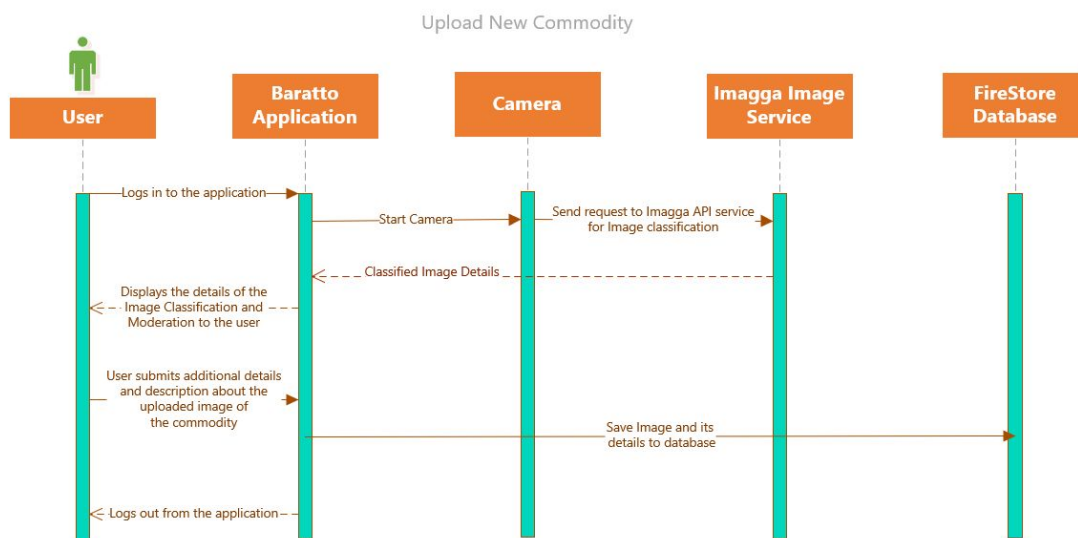 Upload New Commodity
User
Baratto
Application
Camera
Imagga Image
Service
FireStore
Database
Logs in to the application
Start Camera
Send request to Imagga API service
for Image classification
Classified Image Details
Displays the details of the
Image Classification and
Moderation to the user
User submits additional details
and description about the
uploaded image of
the commodity
Save Image and its
details to database
Logs out from the application